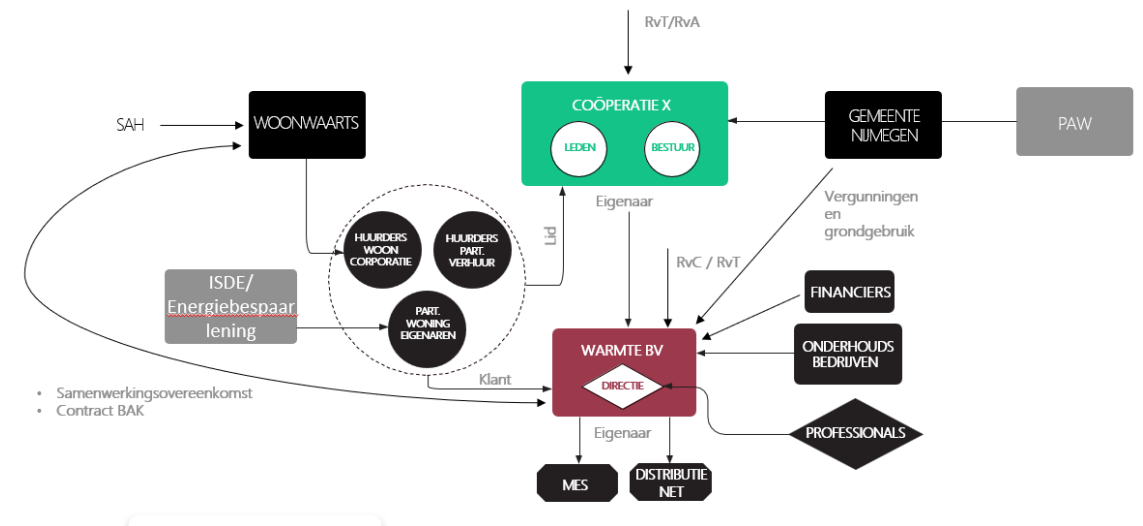 RvT/RvA
COÖPERATIE X
LEDEN
BESTUUR
SAH
WOONWAARTS
GEMEENTE
NIJMEGEN
PAW
Eigenaar
Vergunningen
en
grondgebruik
Lid
HUURDERS
WOON
CORPORATIE
HUURDERS
PART.
VERHUUR
RvC / RvT
ISDE/
Energiebespaar
lening
PART.
WONING
EIGENAREN
FINANCIERS
WARMTE BV
DIRECTIE
ONDERHOUDS
BEDRIJVEN
Klant
• Samenwerkingsovereenkomst
• Contract BAK
Eigenaar
PROFESSIONALS
MES
DISTRIBUTIE
NET